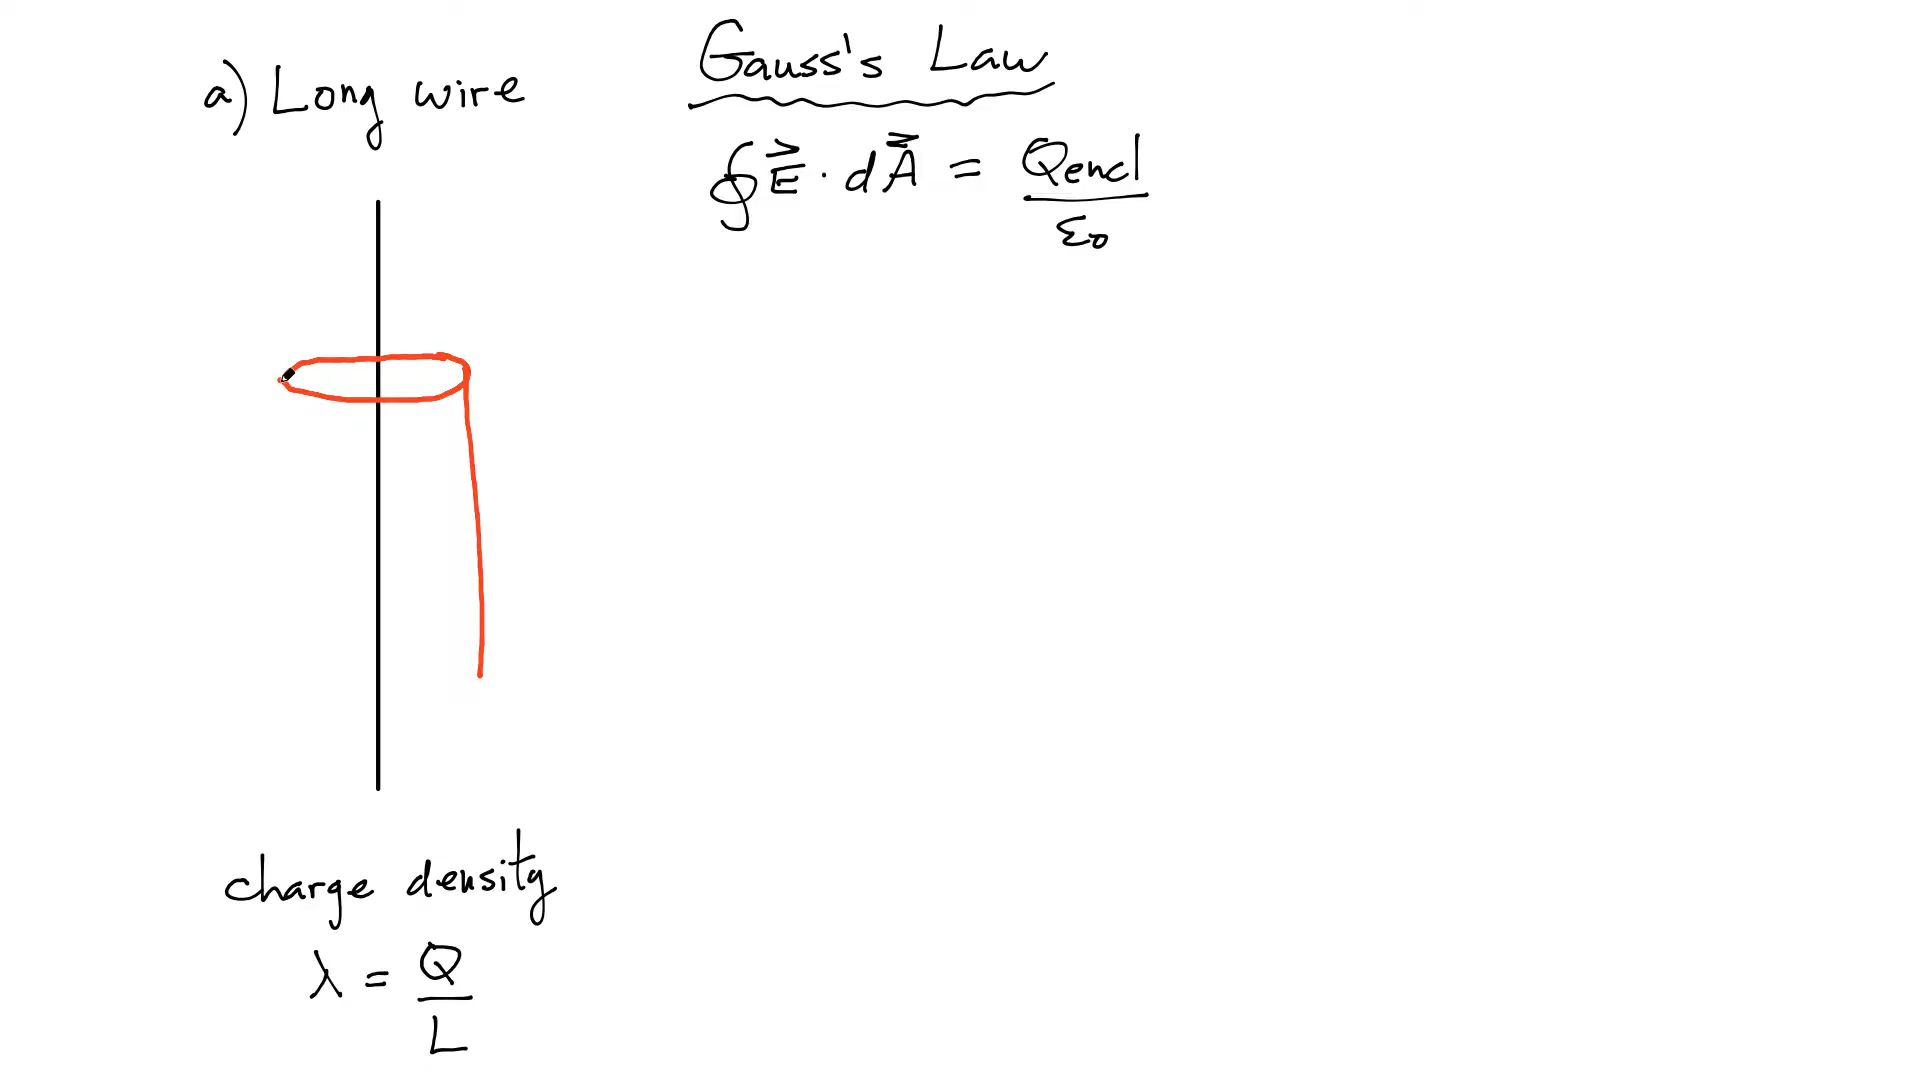 a) Long wire
Gauss's Law
∮E⃗ · dA⃗ = Qencl / ε₀
charge density
λ = Q / L